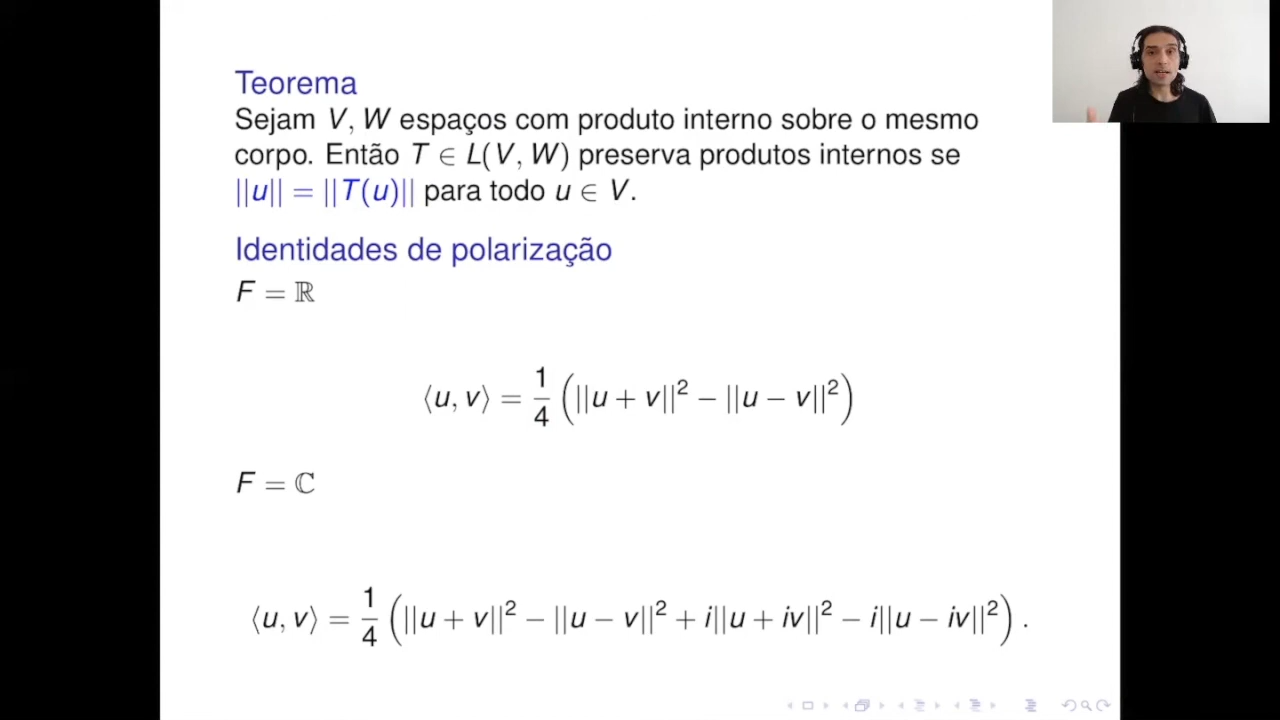 Teorema
Sejam V, W espaços com produto interno sobre o mesmo
corpo. Então T ∈ L(V, W) preserva produtos internos se
||u|| = ||T(u)|| para todo u ∈ V.
Identidades de polarização
F = ℝ
⟨u, v⟩ = 1/4 (||u + v||² − ||u − v||²)
F = ℂ
⟨u, v⟩ = 1/4 (||u + v||² − ||u − v||² + i||u + iv||² − i||u − iv||²).